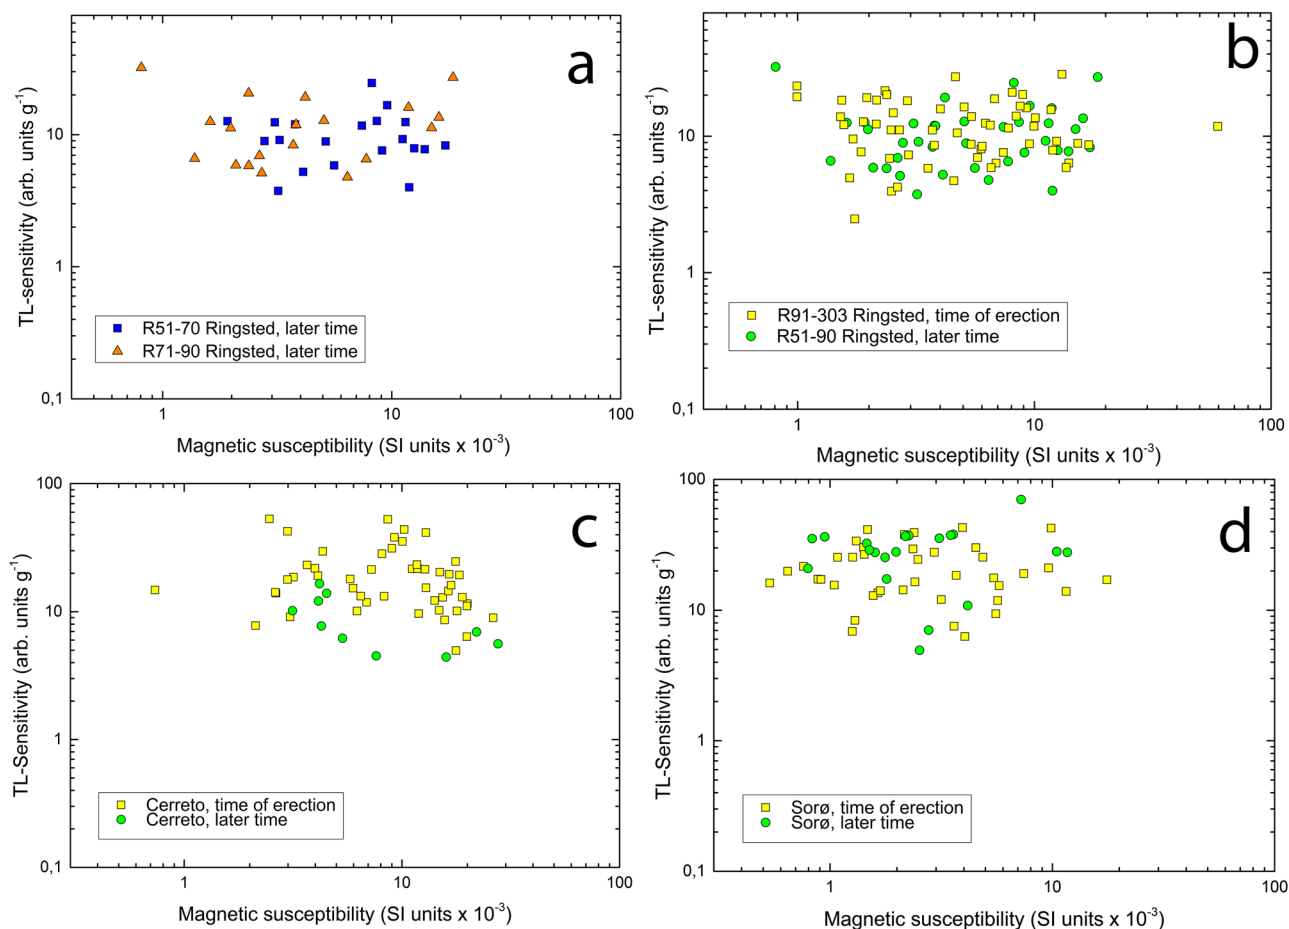 a
TL-sensitivity (arb. units g⁻¹)
10
1
0,1
R51-70 Ringsted, later time
R71-90 Ringsted, later time
1
10
100
Magnetic susceptibility (SI units x 10⁻³)
b
TL-sensitivity (arb. units g⁻¹)
10
1
0,1
R91-303 Ringsted, time of erection
R51-90 Ringsted, later time
1
10
100
Magnetic susceptibility (SI units x 10⁻³)
c
TL-Sensitivity (arb. units g⁻¹)
100
10
1
0,1
Cerreto, time of erection
Cerreto, later time
1
10
100
Magnetic susceptibility (SI units x 10⁻³)
d
TL-Sensitivity (arb. units g⁻¹)
100
10
1
0,1
Sorø, time of erection
Sorø, later time
1
10
100
Magnetic susceptibility (SI units x 10⁻³)